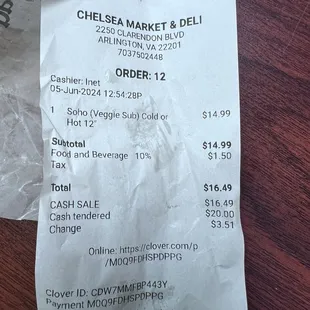 CHELSEA MARKET & DELI
2250 CLARENDON BLVD
ARLINGTON, VA 22201
7037502448
ORDER: 12
Cashier: Inet
05-Jun-2024 12:54:28P
1 Soho (Veggie Sub) Cold or $14.99
Hot 12"
Subtotal $14.99
Food and Beverage 10% $1.50
Tax
Total $16.49
CASH SALE $16.49
Cash tendered $20.00
Change $3.51
Online: https://clover.com/p
/M0Q9FDHSPDPPG
Clover ID: CDW7MMFBP443Y
Payment M0Q9FDHSPDPPG